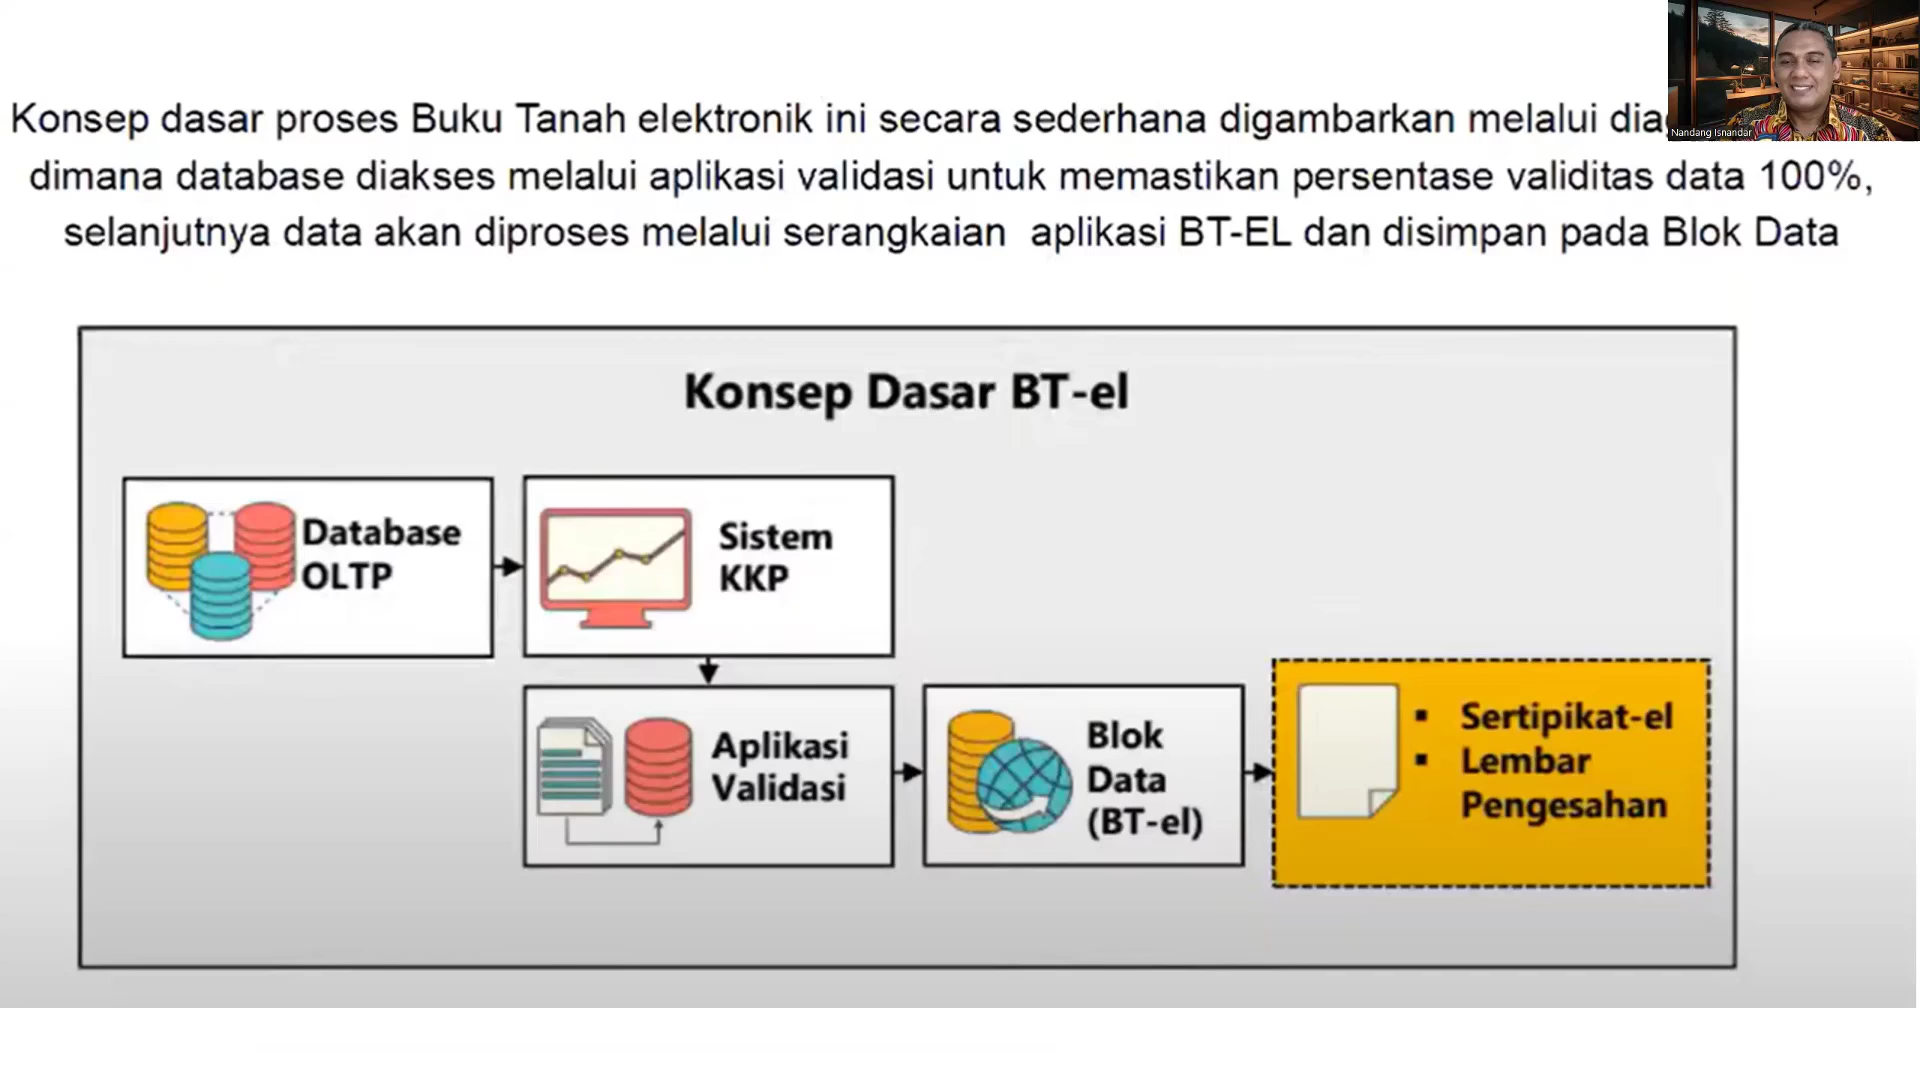 Konsep dasar proses Buku Tanah elektronik ini secara sederhana digambarkan melalui
dimana database diakses melalui aplikasi validasi untuk memastikan persentase validitas data 100%,
selanjutnya data akan diproses melalui serangkaian aplikasi BT-EL dan disimpan pada Blok Data
Nandang Isnandar
Konsep Dasar BT-el
Database
OLTP
Sistem
KKP
Aplikasi
Validasi
Blok
Data
(BT-el)
▪ Sertipikat-el
▪ Lembar
Pengesahan